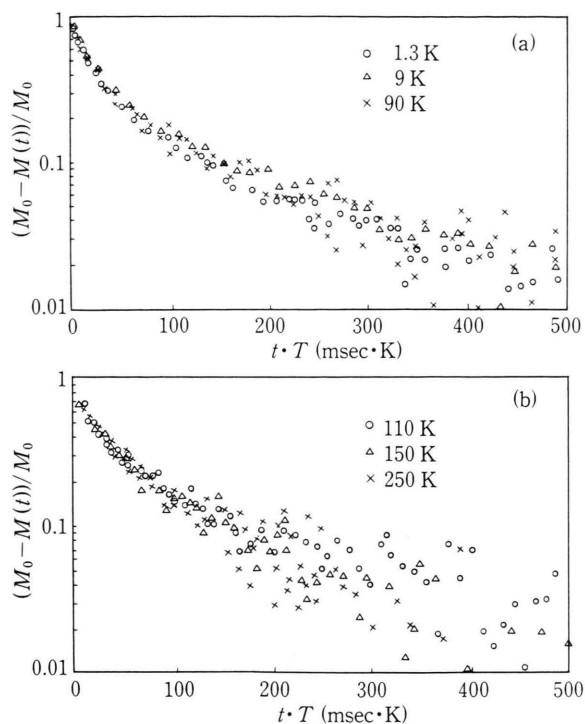 (a)
1
0.1
0.01
(M₀−M(t))/M₀
○ 1.3 K
△ 9 K
× 90 K
0 100 200 300 400 500
t・T (msec・K)
(b)
1
0.1
0.01
(M₀−M(t))/M₀
○ 110 K
△ 150 K
× 250 K
0 100 200 300 400 500
t・T (msec・K)